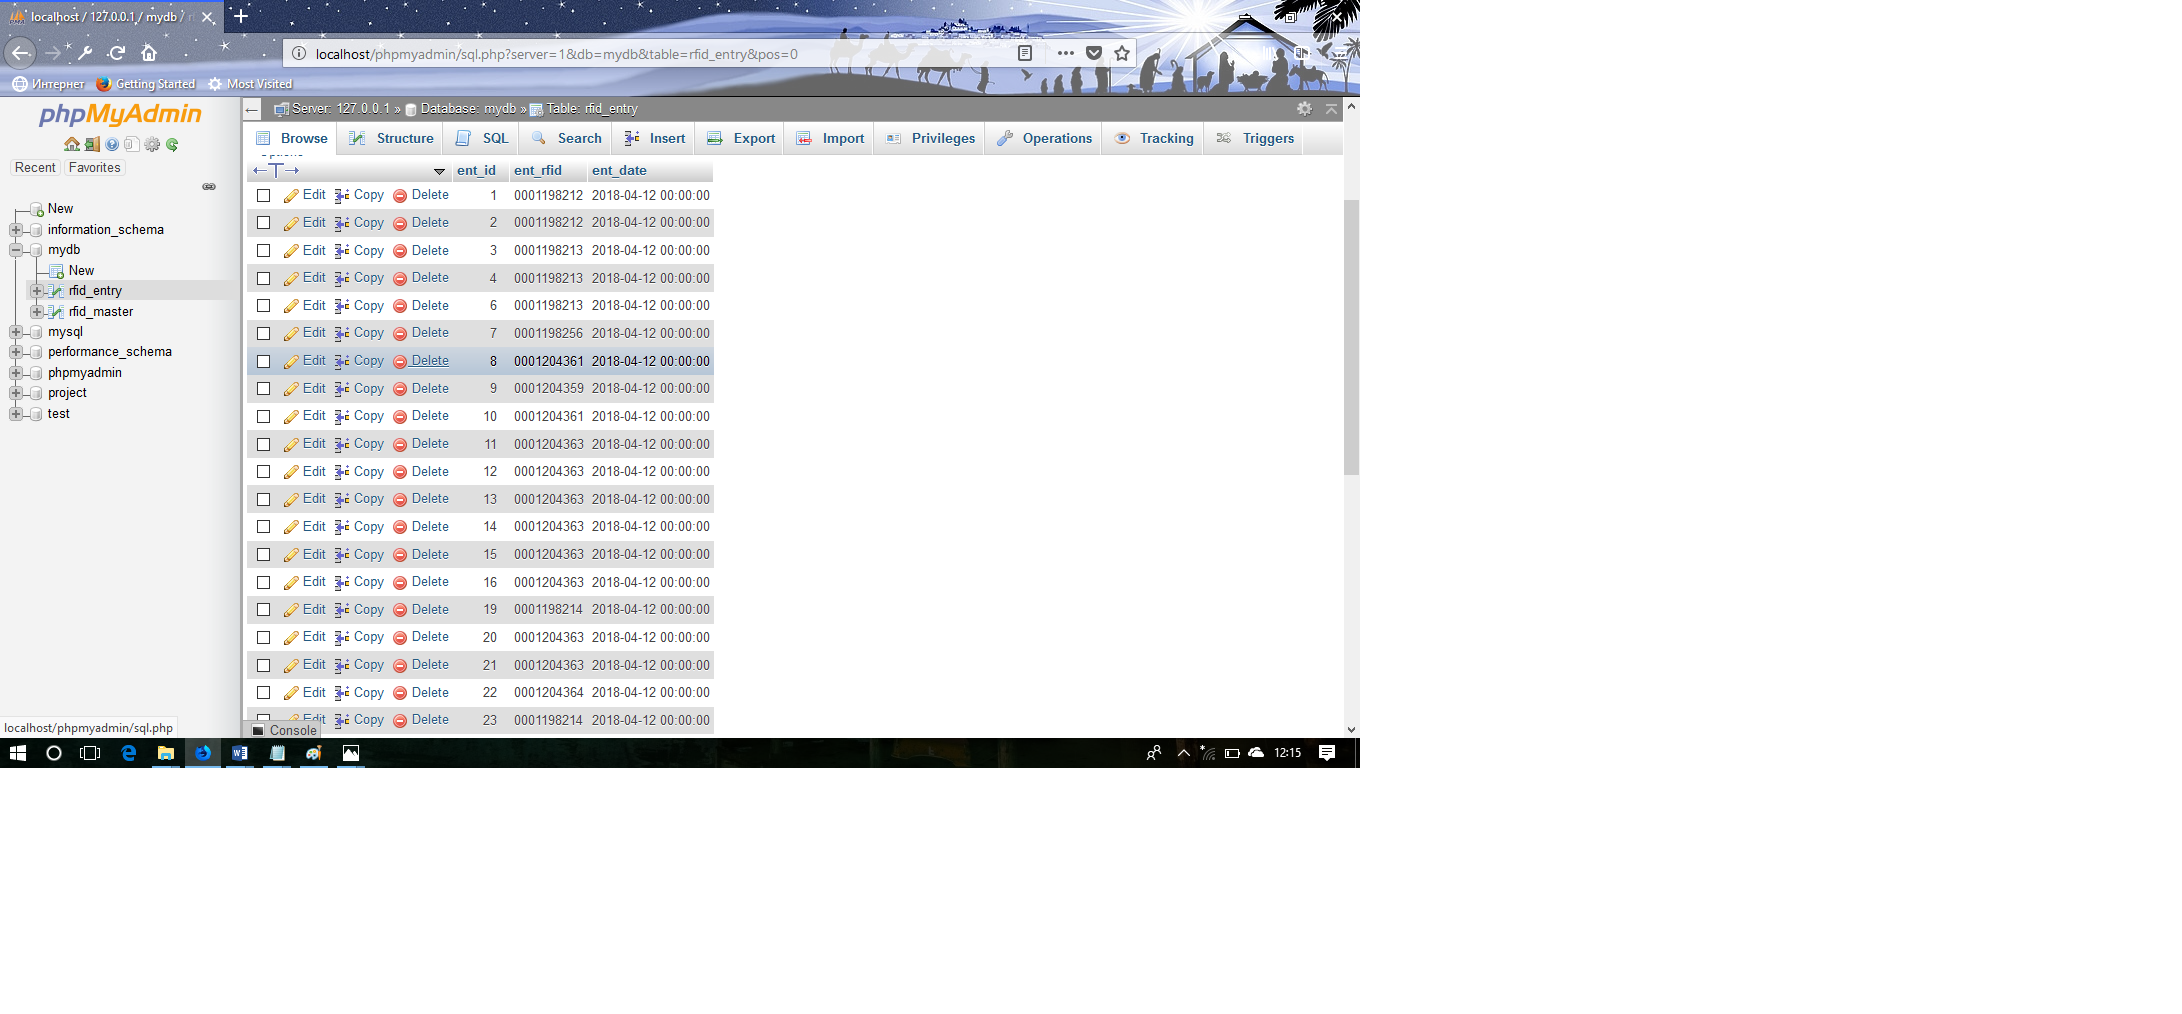 localhost / 127.0.0.1 / mydb / r
localhost/phpmyadmin/sql.php?server=1&db=mydb&table=rfid_entry&pos=0
Интернет Getting Started Most Visited
phpMyAdmin
Recent Favorites
New
information_schema
mydb
New
rfid_entry
rfid_master
mysql
performance_schema
phpmyadmin
project
test
Server: 127.0.0.1 » Database: mydb » Table: rfid_entry
Browse Structure SQL Search Insert Export Import Privileges Operations Tracking Triggers
Options
ent_id ent_rfid ent_date
Edit Copy Delete 1 0001198212 2018-04-12 00:00:00
Edit Copy Delete 2 0001198212 2018-04-12 00:00:00
Edit Copy Delete 3 0001198213 2018-04-12 00:00:00
Edit Copy Delete 4 0001198213 2018-04-12 00:00:00
Edit Copy Delete 6 0001198213 2018-04-12 00:00:00
Edit Copy Delete 7 0001198256 2018-04-12 00:00:00
Edit Copy Delete 8 0001204361 2018-04-12 00:00:00
Edit Copy Delete 9 0001204359 2018-04-12 00:00:00
Edit Copy Delete 10 0001204361 2018-04-12 00:00:00
Edit Copy Delete 11 0001204363 2018-04-12 00:00:00
Edit Copy Delete 12 0001204363 2018-04-12 00:00:00
Edit Copy Delete 13 0001204363 2018-04-12 00:00:00
Edit Copy Delete 14 0001204363 2018-04-12 00:00:00
Edit Copy Delete 15 0001204363 2018-04-12 00:00:00
Edit Copy Delete 16 0001204363 2018-04-12 00:00:00
Edit Copy Delete 19 0001198214 2018-04-12 00:00:00
Edit Copy Delete 20 0001204363 2018-04-12 00:00:00
Edit Copy Delete 21 0001204363 2018-04-12 00:00:00
Edit Copy Delete 22 0001204364 2018-04-12 00:00:00
Edit Copy Delete 23 0001198214 2018-04-12 00:00:00
Console
localhost/phpmyadmin/sql.php
12:15